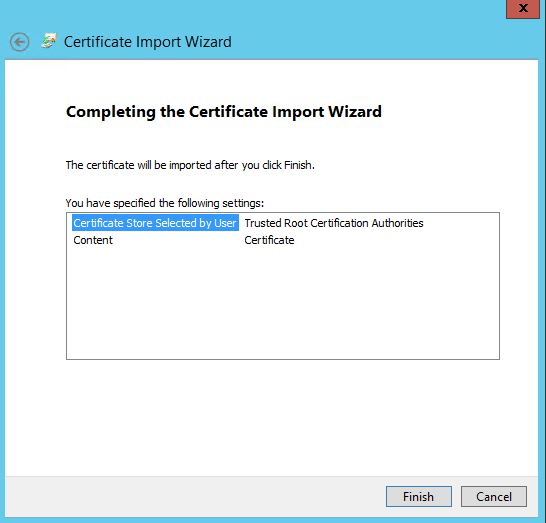 x
Certificate Import Wizard
Completing the Certificate Import Wizard
The certificate will be imported after you click Finish.
You have specified the following settings:
Certificate Store Selected by User Trusted Root Certification Authorities
Content Certificate
Finish Cancel